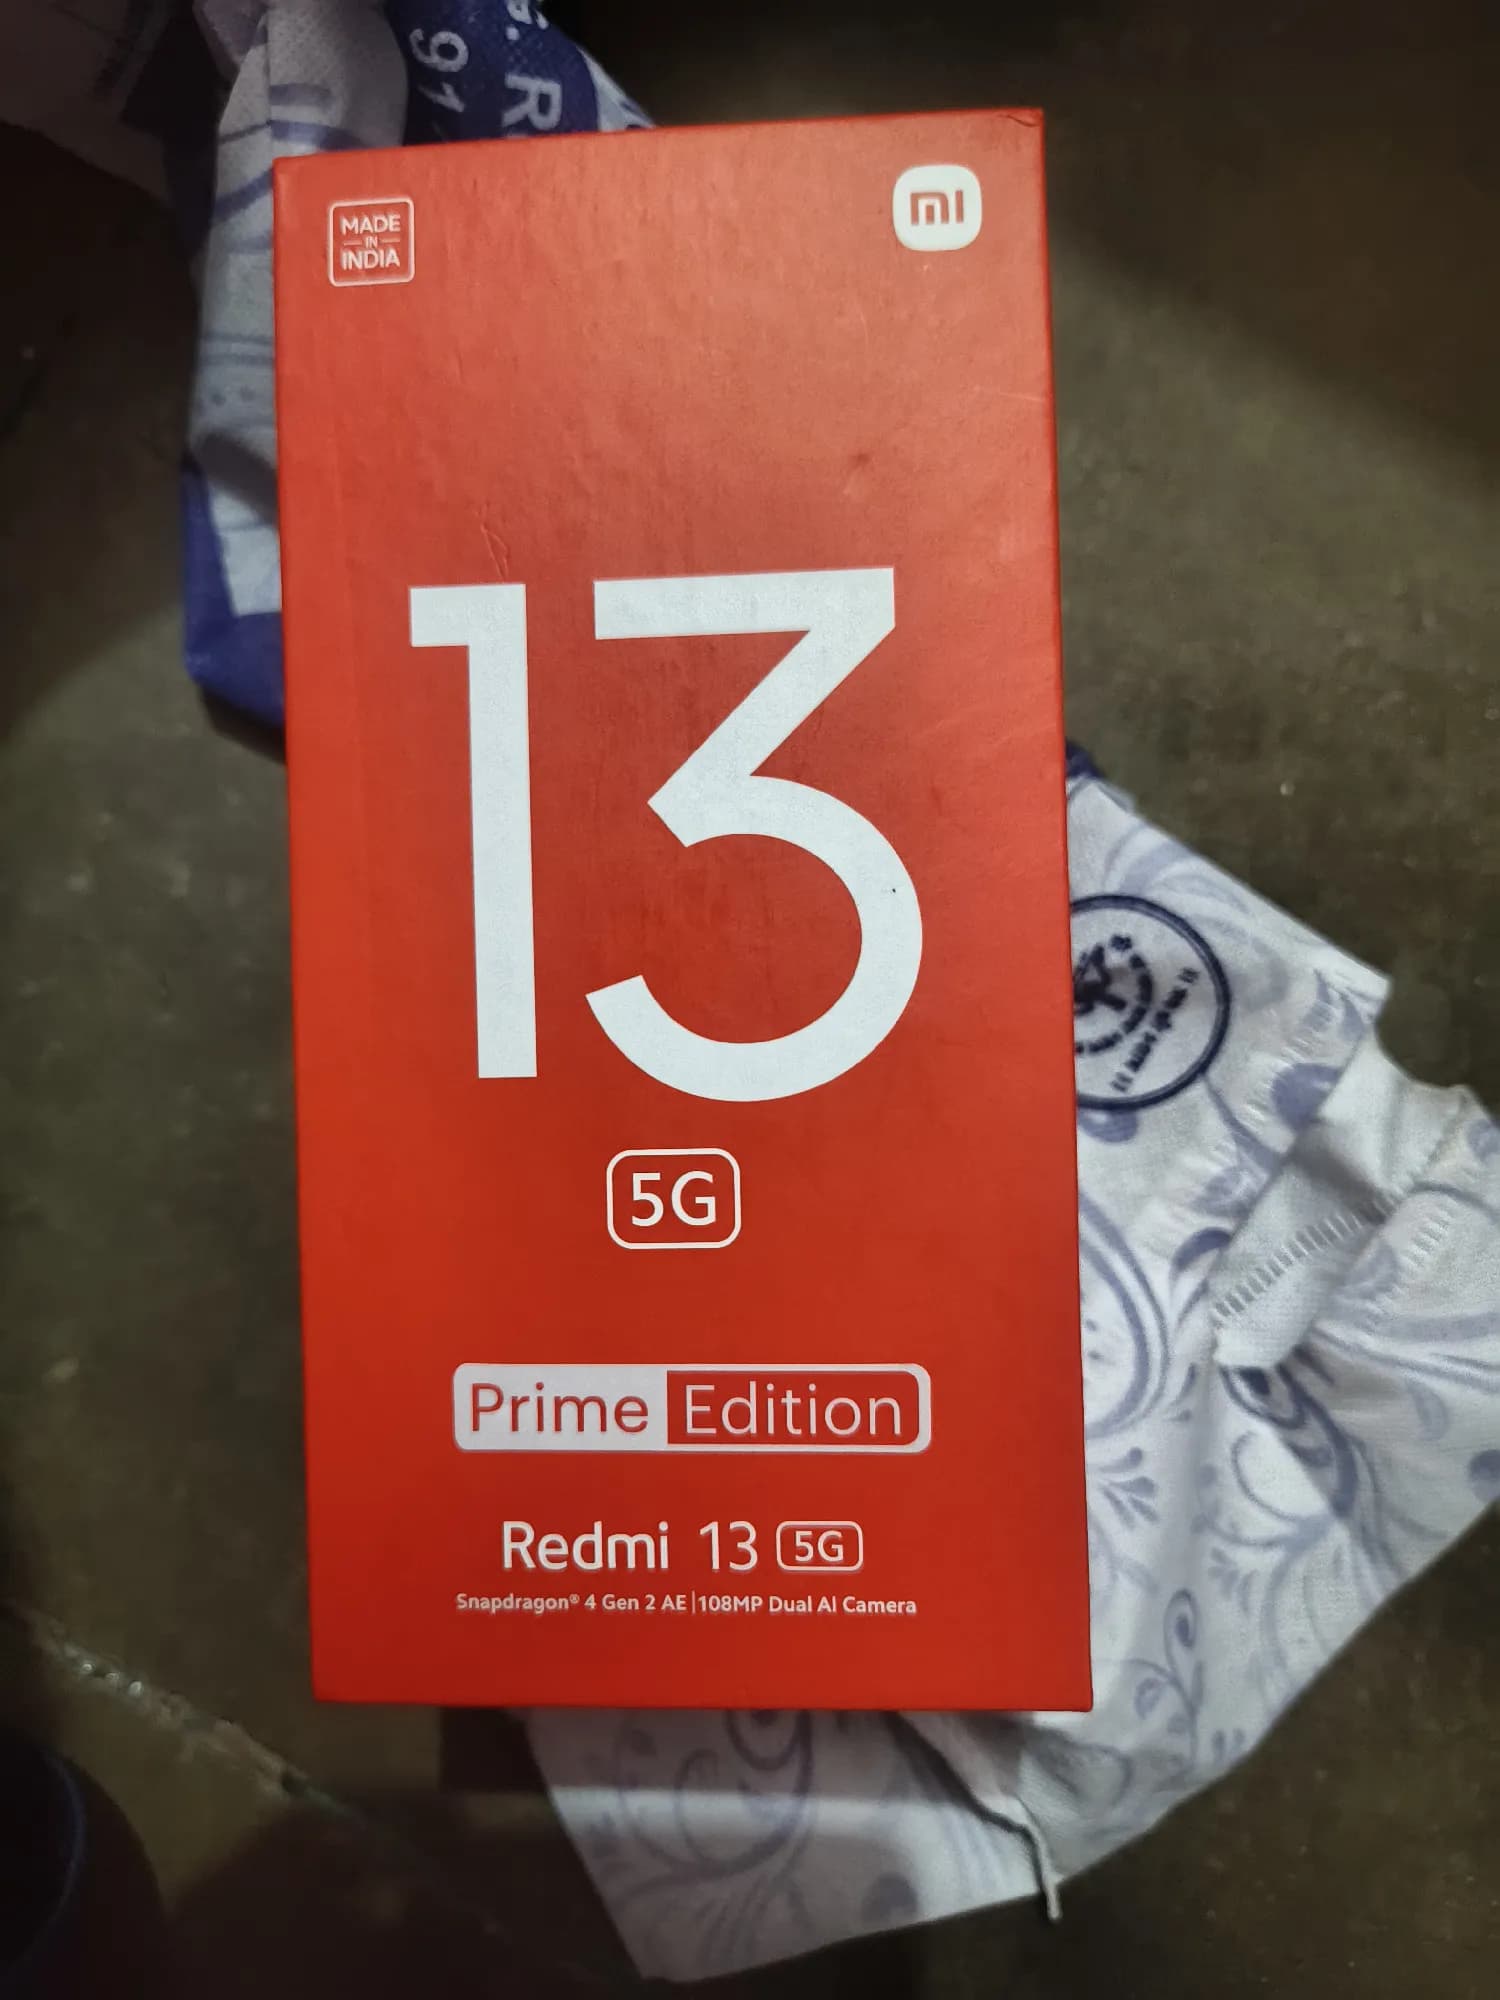 91
MADE
IN
INDIA
mi
13
5G
Prime Edition
Redmi 13 5G
Snapdragon® 4 Gen 2 AE | 108MP Dual AI Camera